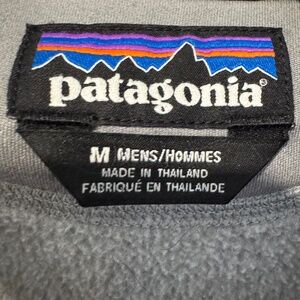 patagonia®
M MENS/HOMMES
MADE IN THAILAND
FABRIQUÉ EN THAILANDE